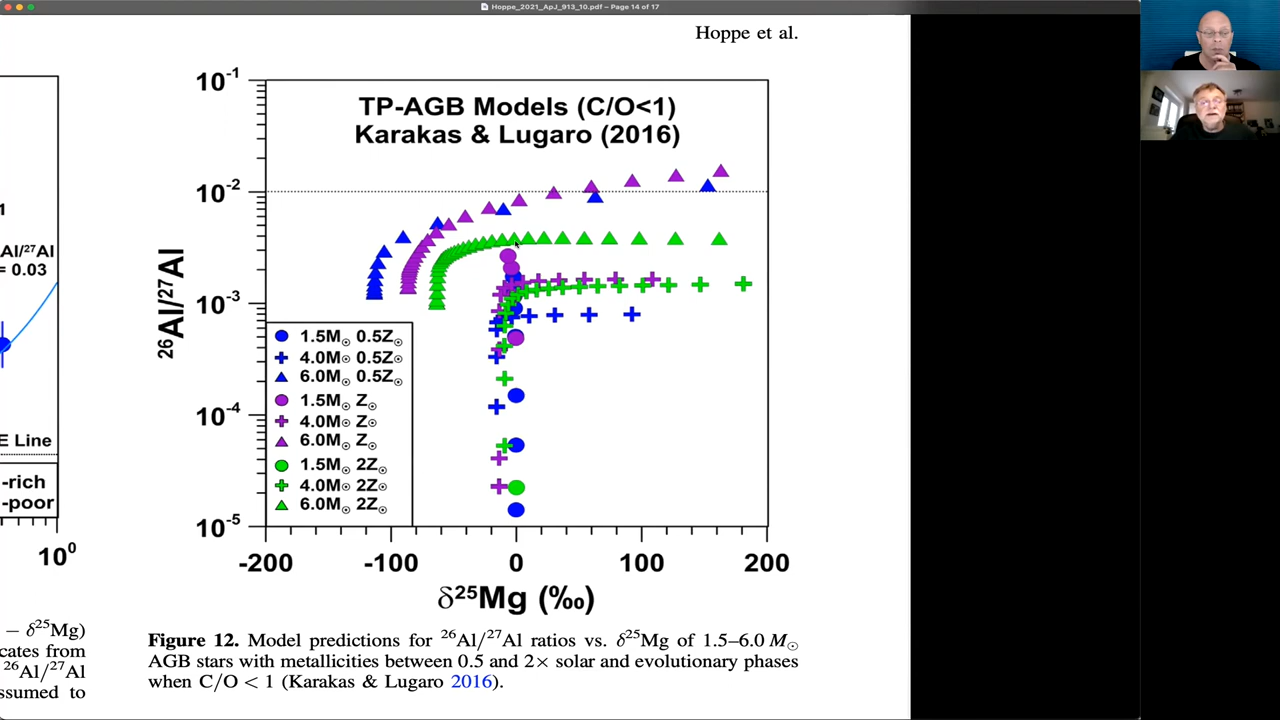 Hoppe_2021_ApJ_913_10.pdf – Page 14 of 17
Hoppe et al.
1
Al/²⁷Al
= 0.03
E Line
-rich
-poor
10⁰
– δ²⁵Mg)
cates from
²⁶Al/²⁷Al
ssumed to
TP-AGB Models (C/O<1)
Karakas & Lugaro (2016)
10⁻¹
10⁻²
10⁻³
10⁻⁴
10⁻⁵
²⁶Al/²⁷Al
1.5M☉ 0.5Z☉
4.0M☉ 0.5Z☉
6.0M☉ 0.5Z☉
1.5M☉ Z☉
4.0M☉ Z☉
6.0M☉ Z☉
1.5M☉ 2Z☉
4.0M☉ 2Z☉
6.0M☉ 2Z☉
-200 -100 0 100 200
δ²⁵Mg (‰)
Figure 12. Model predictions for ²⁶Al/²⁷Al ratios vs. δ²⁵Mg of 1.5–6.0 M☉
AGB stars with metallicities between 0.5 and 2× solar and evolutionary phases
when C/O < 1 (Karakas & Lugaro 2016).